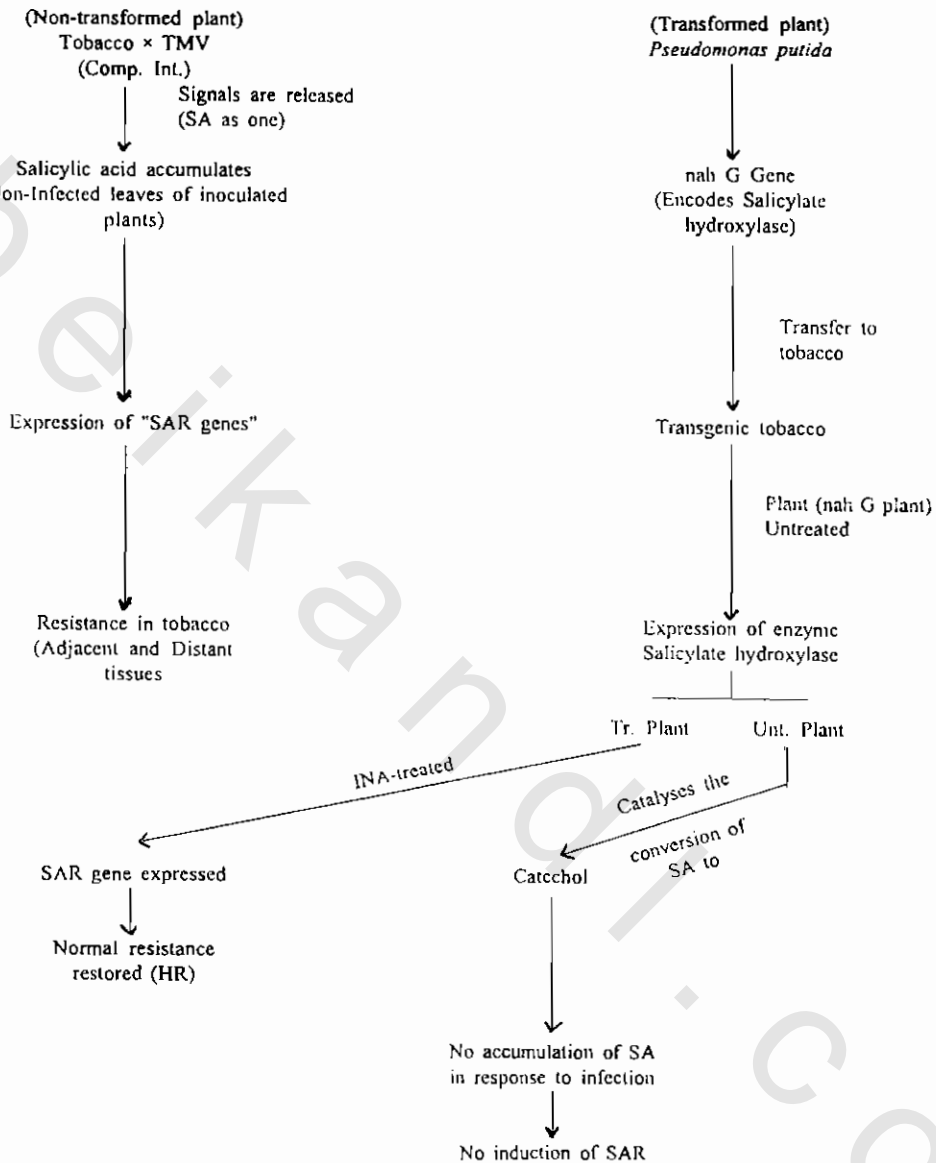 (Non-transformed plant)
Tobacco × TMV
(Comp. Int.)
Signals are released
(SA as one)
Salicylic acid accumulates
on-Infected leaves of inoculated
plants)
Expression of "SAR genes"
Resistance in tobacco
(Adjacent and Distant
tissues
(Transformed plant)
Pseudomonas putida
nah G Gene
(Encodes Salicylate
hydroxylase)
Transfer to
tobacco
Transgenic tobacco
Plant (nah G plant)
Untreated
Expression of enzyme
Salicylate hydroxylase
Tr. Plant
Unt. Plant
INA-treated
SAR gene expressed
Normal resistance
restored (HR)
Catalyses the
conversion of
SA to
Catechol
No accumulation of SA
in response to infection
No induction of SAR
beikandi.co